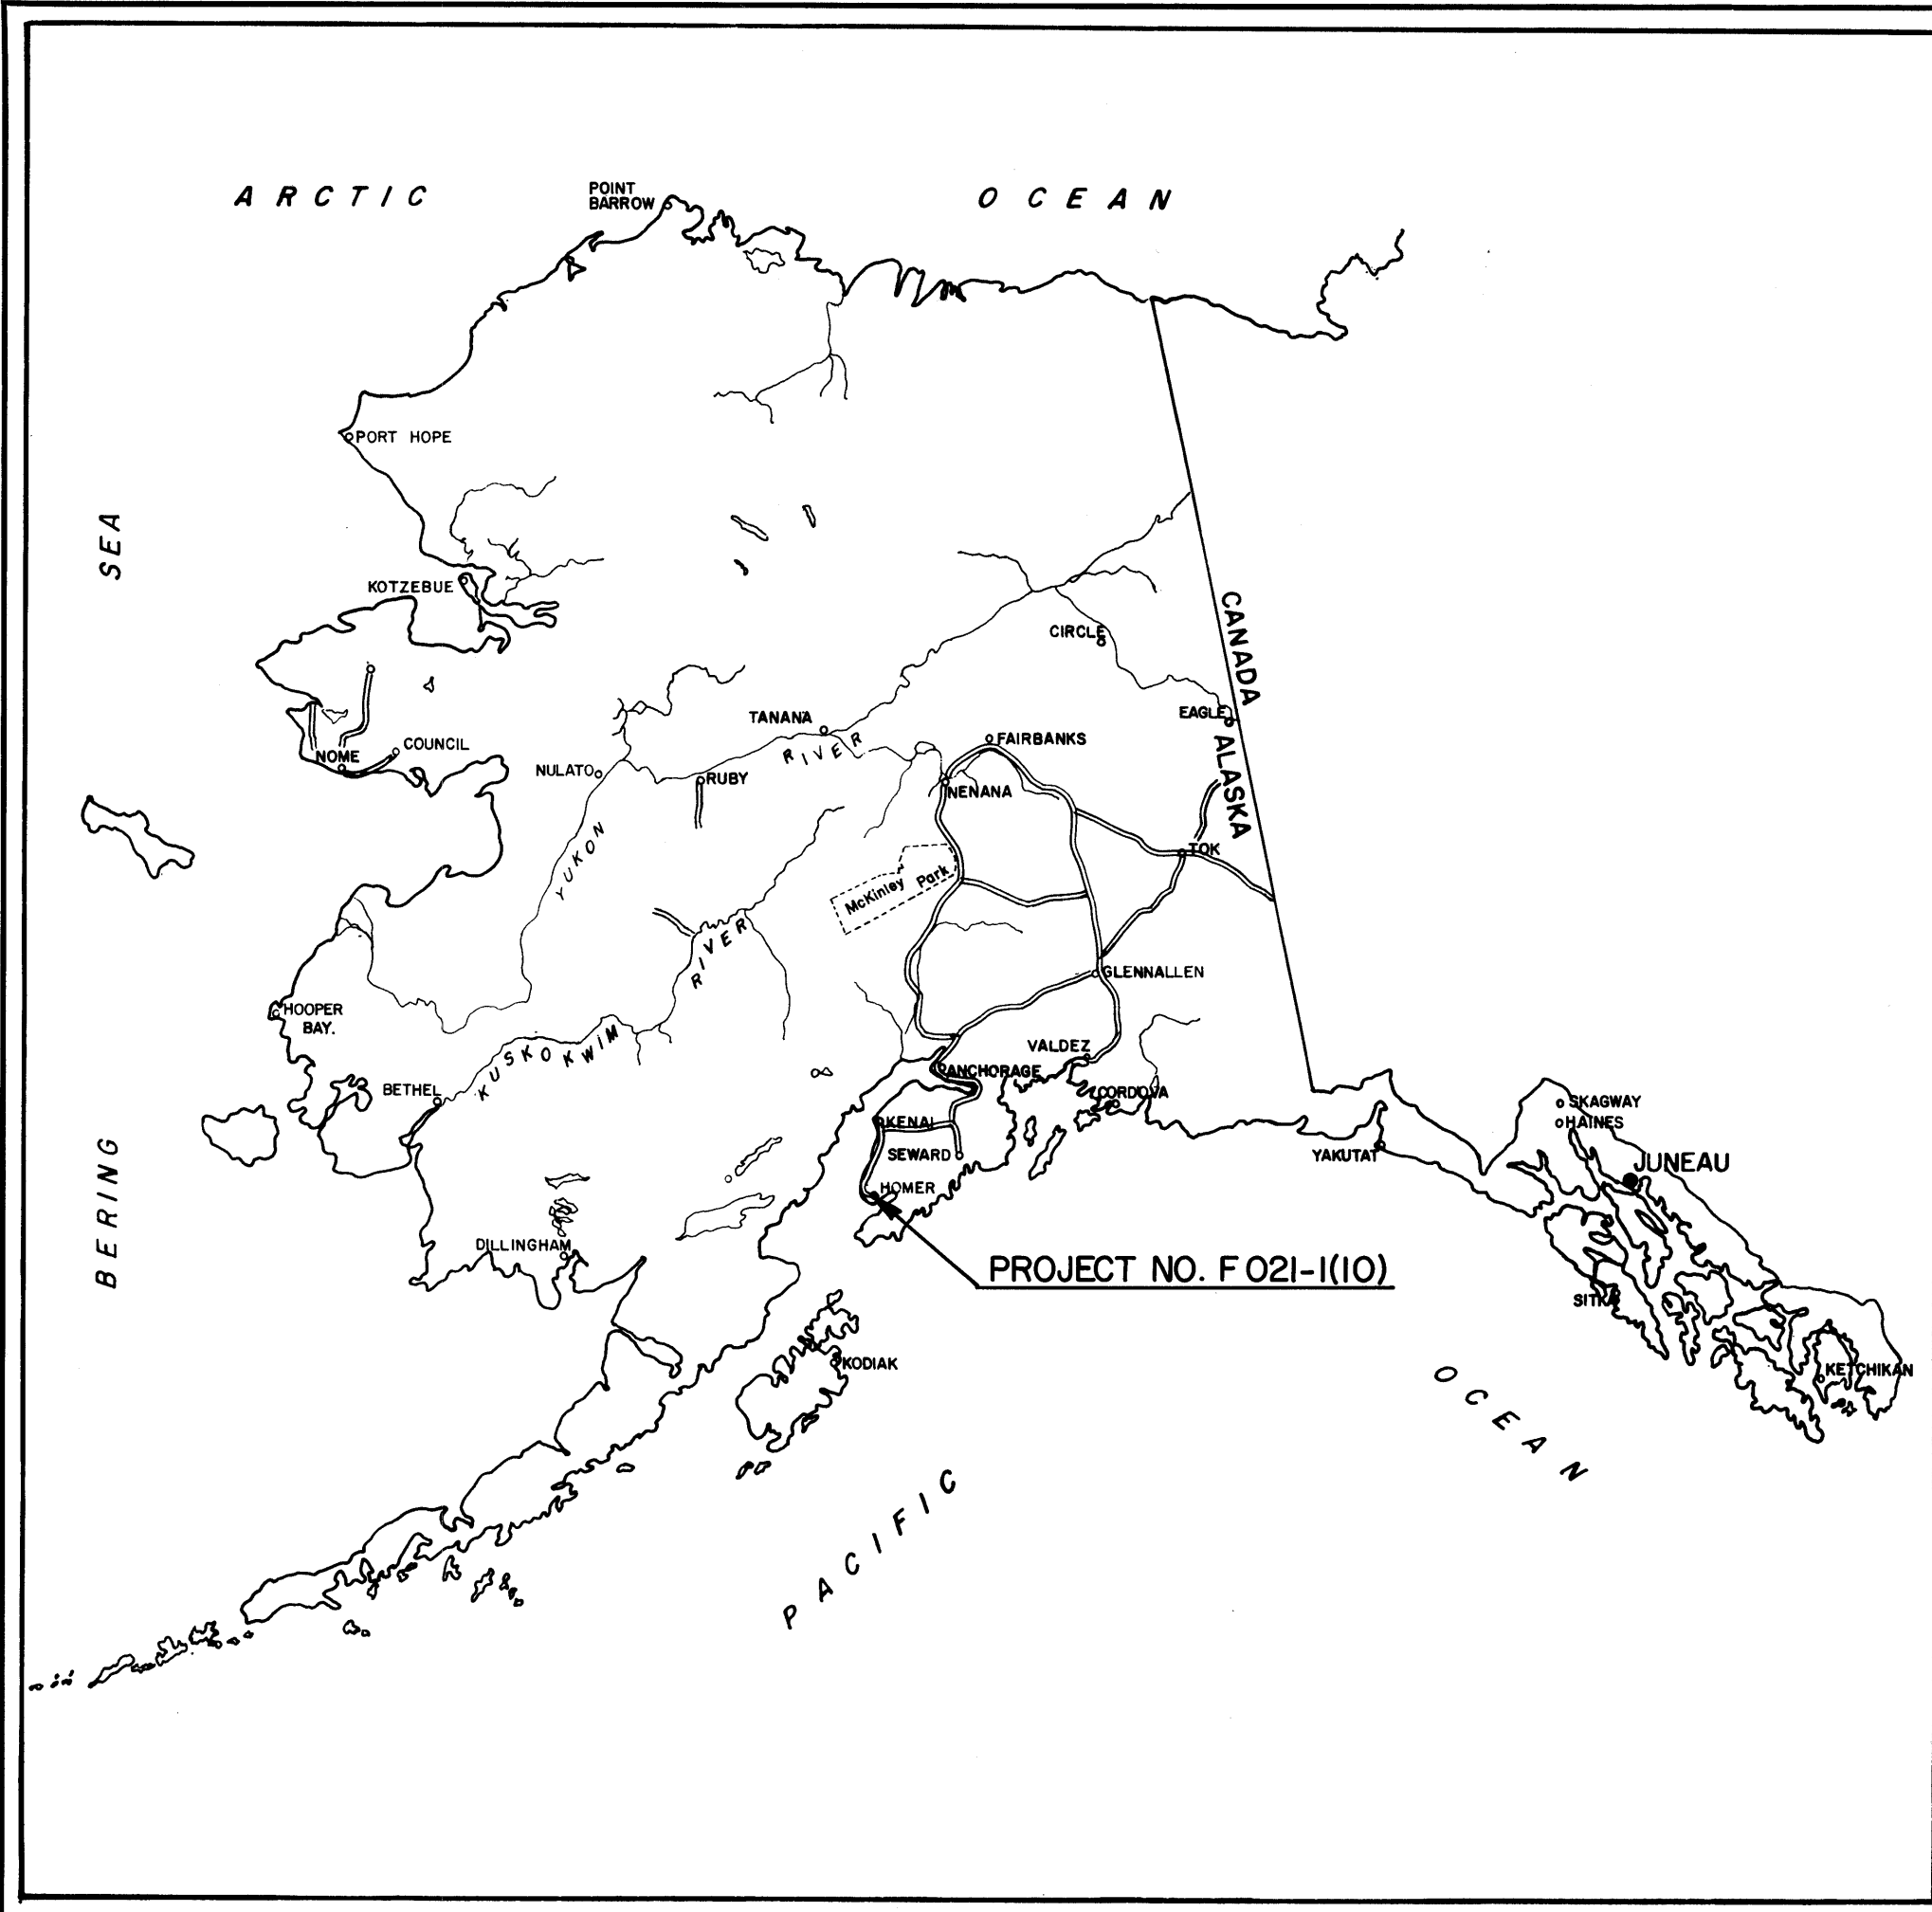 ARCTIC OCEAN
POINT
BARROW
PORT HOPE
SEA
KOTZEBUE
CIRCLE
CANADA
EAGLE
ALASKA
TANANA
FAIRBANKS
COUNCIL
NOME
NULATO
RUBY
RIVER
NENANA
YUKON
TOK
McKinley Park
RIVER
GLENNALLEN
HOOPER
BAY.
KUSKOKWIM
VALDEZ
ANCHORAGE
BETHEL
CORDOVA
SKAGWAY
HAINES
KENAI
SEWARD
YAKUTAT
JUNEAU
HOMER
BERING
DILLINGHAM
PROJECT NO. F 021-1(10)
SITKA
KODIAK
KETCHIKAN
OCEAN
PACIFIC